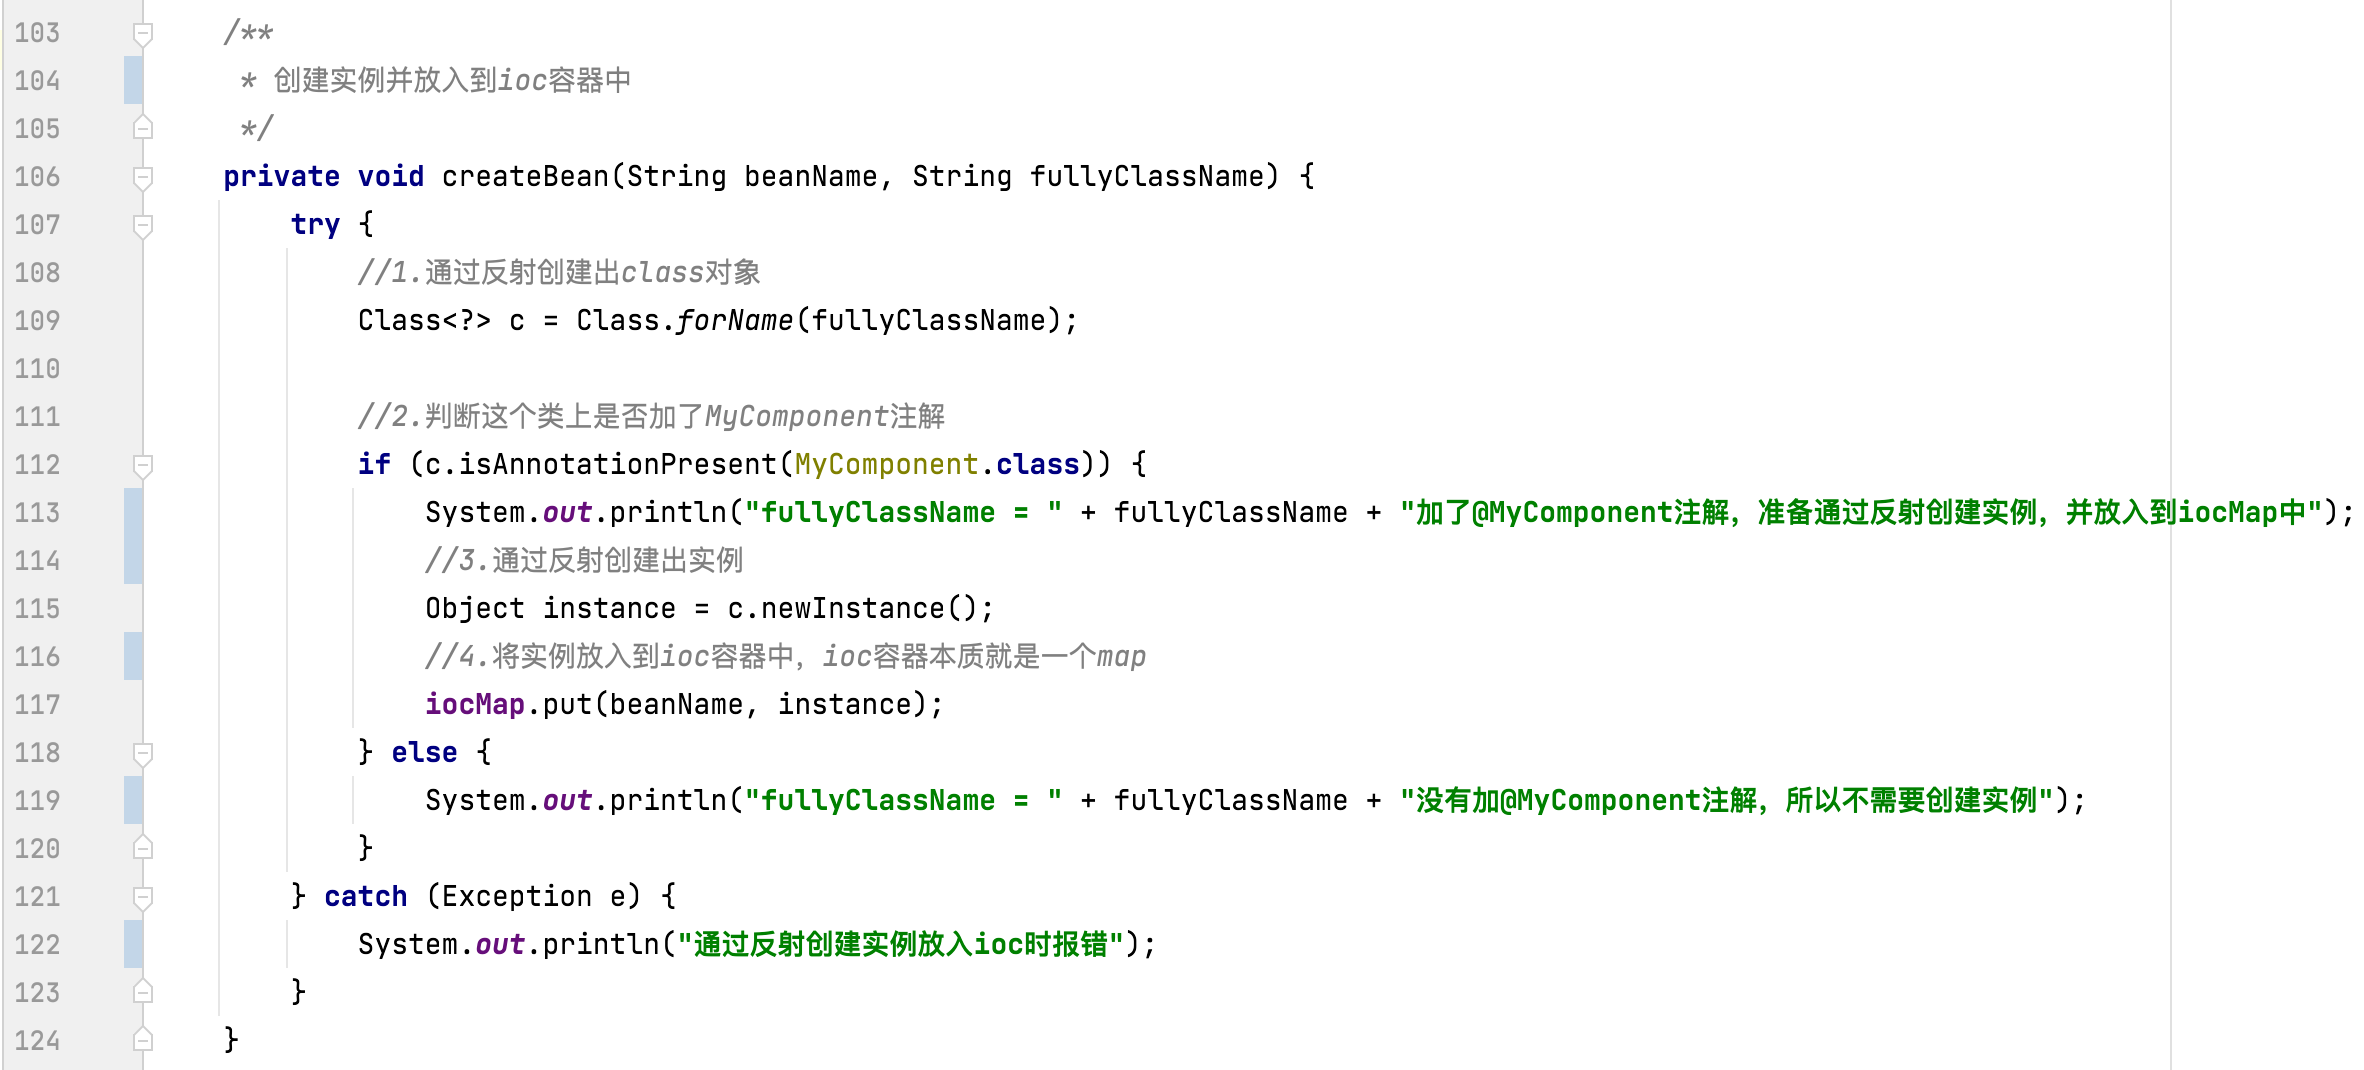 103 /**
104 * 创建实例并放入到ioc容器中
105 */
106 private void createBean(String beanName, String fullyClassName) {
107 try {
108 //1.通过反射创建出class对象
109 Class<?> c = Class.forName(fullyClassName);
110
111 //2.判断这个类上是否加了MyComponent注解
112 if (c.isAnnotationPresent(MyComponent.class)) {
113 System.out.println("fullyClassName = " + fullyClassName + "加了@MyComponent注解，准备通过反射创建实例，并放入到iocMap中");
114 //3.通过反射创建出实例
115 Object instance = c.newInstance();
116 //4.将实例放入到ioc容器中，ioc容器本质就是一个map
117 iocMap.put(beanName, instance);
118 } else {
119 System.out.println("fullyClassName = " + fullyClassName + "没有加@MyComponent注解，所以不需要创建实例");
120 }
121 } catch (Exception e) {
122 System.out.println("通过反射创建实例放入ioc时报错");
123 }
124 }